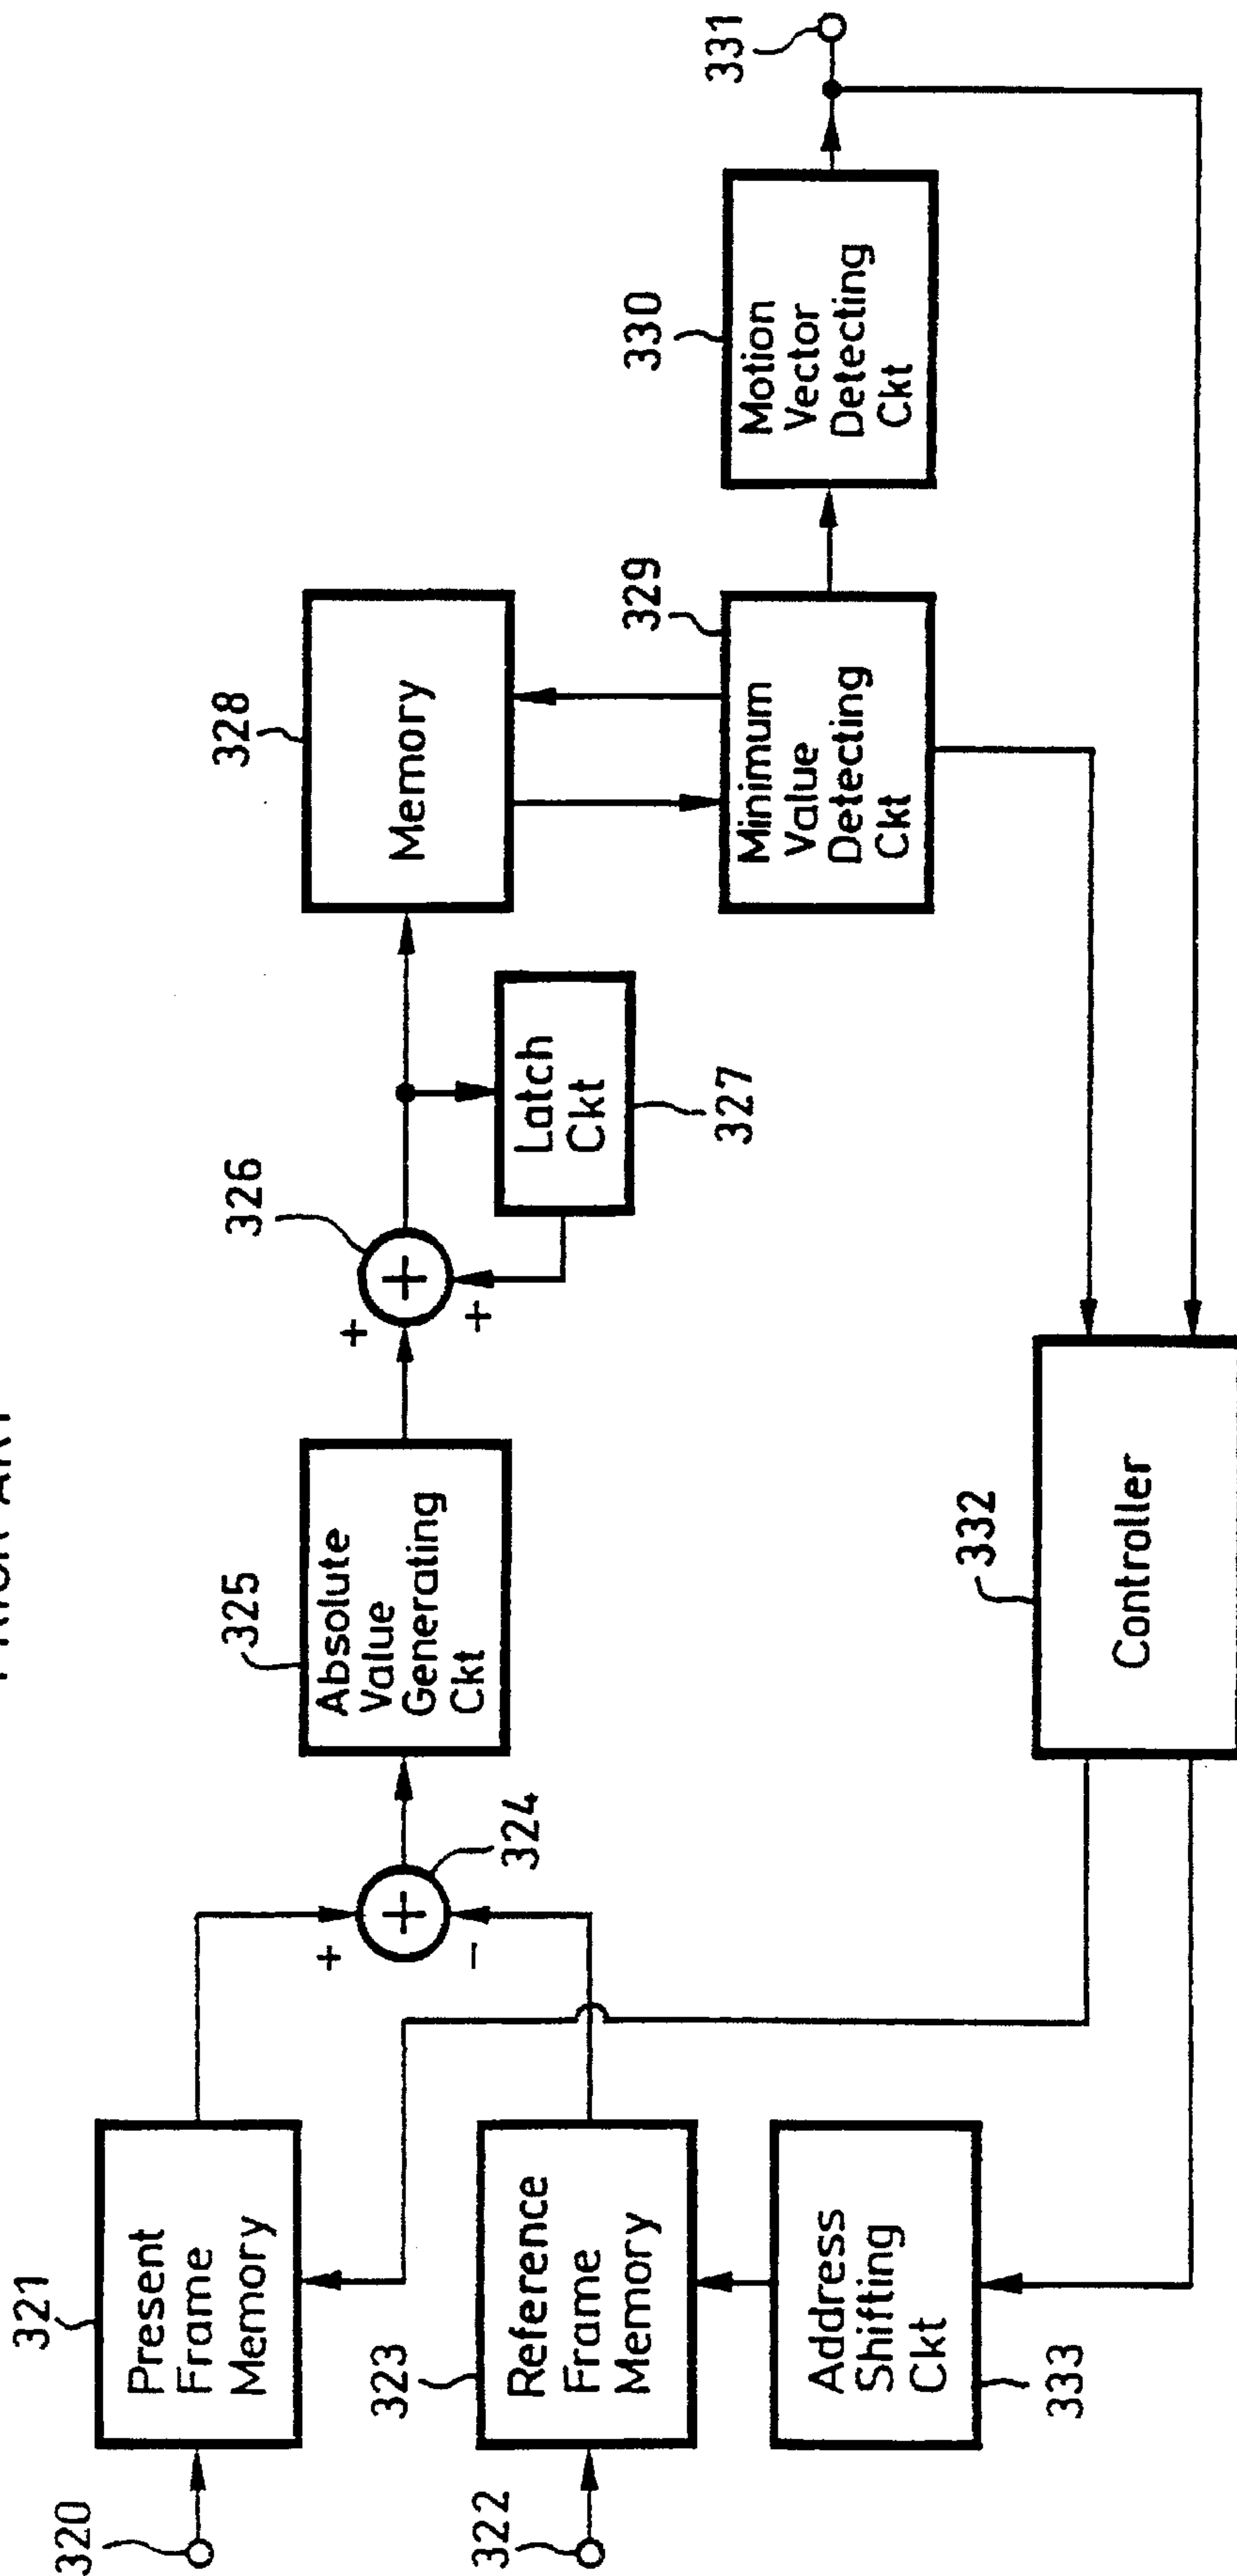 PRIOR ART
320
321
Present
Frame
Memory
322
323
Reference
Frame
Memory
Address
Shifting
Ckt
333
+
−
+
324
325
Absolute
Value
Generating
Ckt
326
+
+
+
Latch
Ckt
327
328
Memory
329
Minimum
Value
Detecting
Ckt
330
Motion
Vector
Detecting
Ckt
331
332
Controller